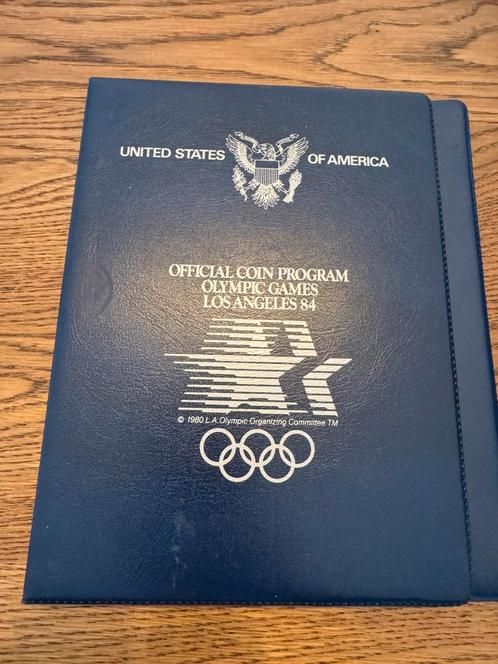 UNITED STATES OF AMERICA
OFFICIAL COIN PROGRAM
OLYMPIC GAMES
LOS ANGELES 84
© 1980 L.A. Olympic Organizing Committee TM